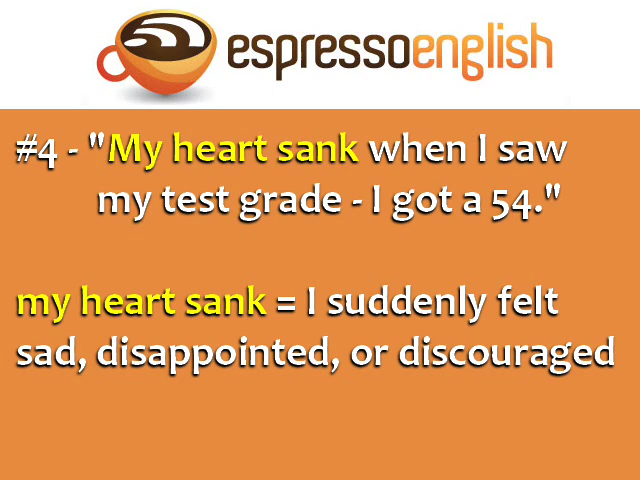 espressoenglish
#4 - "My heart sank when I saw
my test grade - I got a 54."
my heart sank = I suddenly felt
sad, disappointed, or discouraged